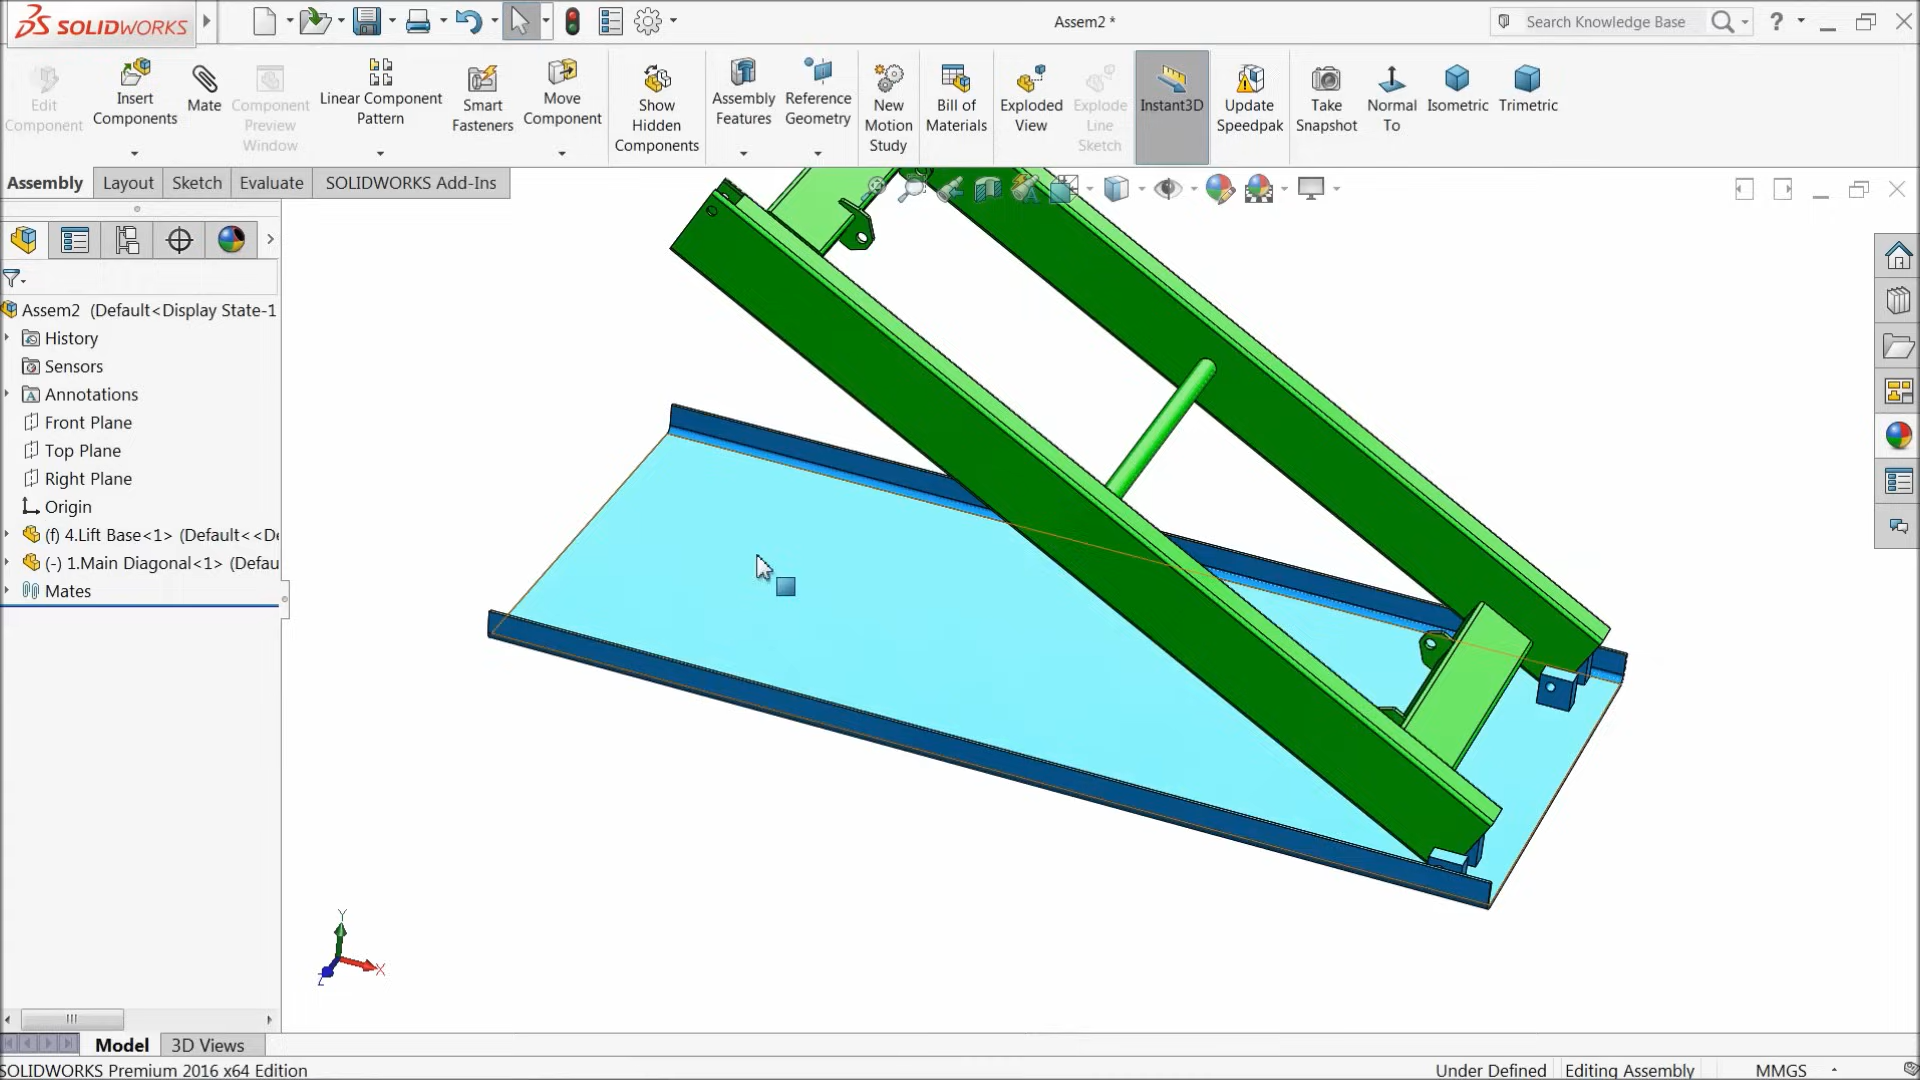 SOLIDWORKS
Assem2 *
Search Knowledge Base
?
Edit
Component
Insert
Components
Mate
Component
Preview
Window
Linear Component
Pattern
Smart
Fasteners
Move
Component
Show
Hidden
Components
Assembly
Features
Reference
Geometry
New
Motion
Study
Bill of
Materials
Exploded
View
Explode
Line
Sketch
Instant3D
Update
Speedpak
Take
Snapshot
Normal
To
Isometric
Trimetric
Assembly
Layout
Sketch
Evaluate
SOLIDWORKS Add-Ins
Assem2 (Default<Display State-1
History
Sensors
Annotations
Front Plane
Top Plane
Right Plane
Origin
(f) 4.Lift Base<1> (Default<<De
(-) 1.Main Diagonal<1> (Defau
Mates
Y
X
Z
Model
3D Views
SOLIDWORKS Premium 2016 x64 Edition
Under Defined
Editing Assembly
MMGS